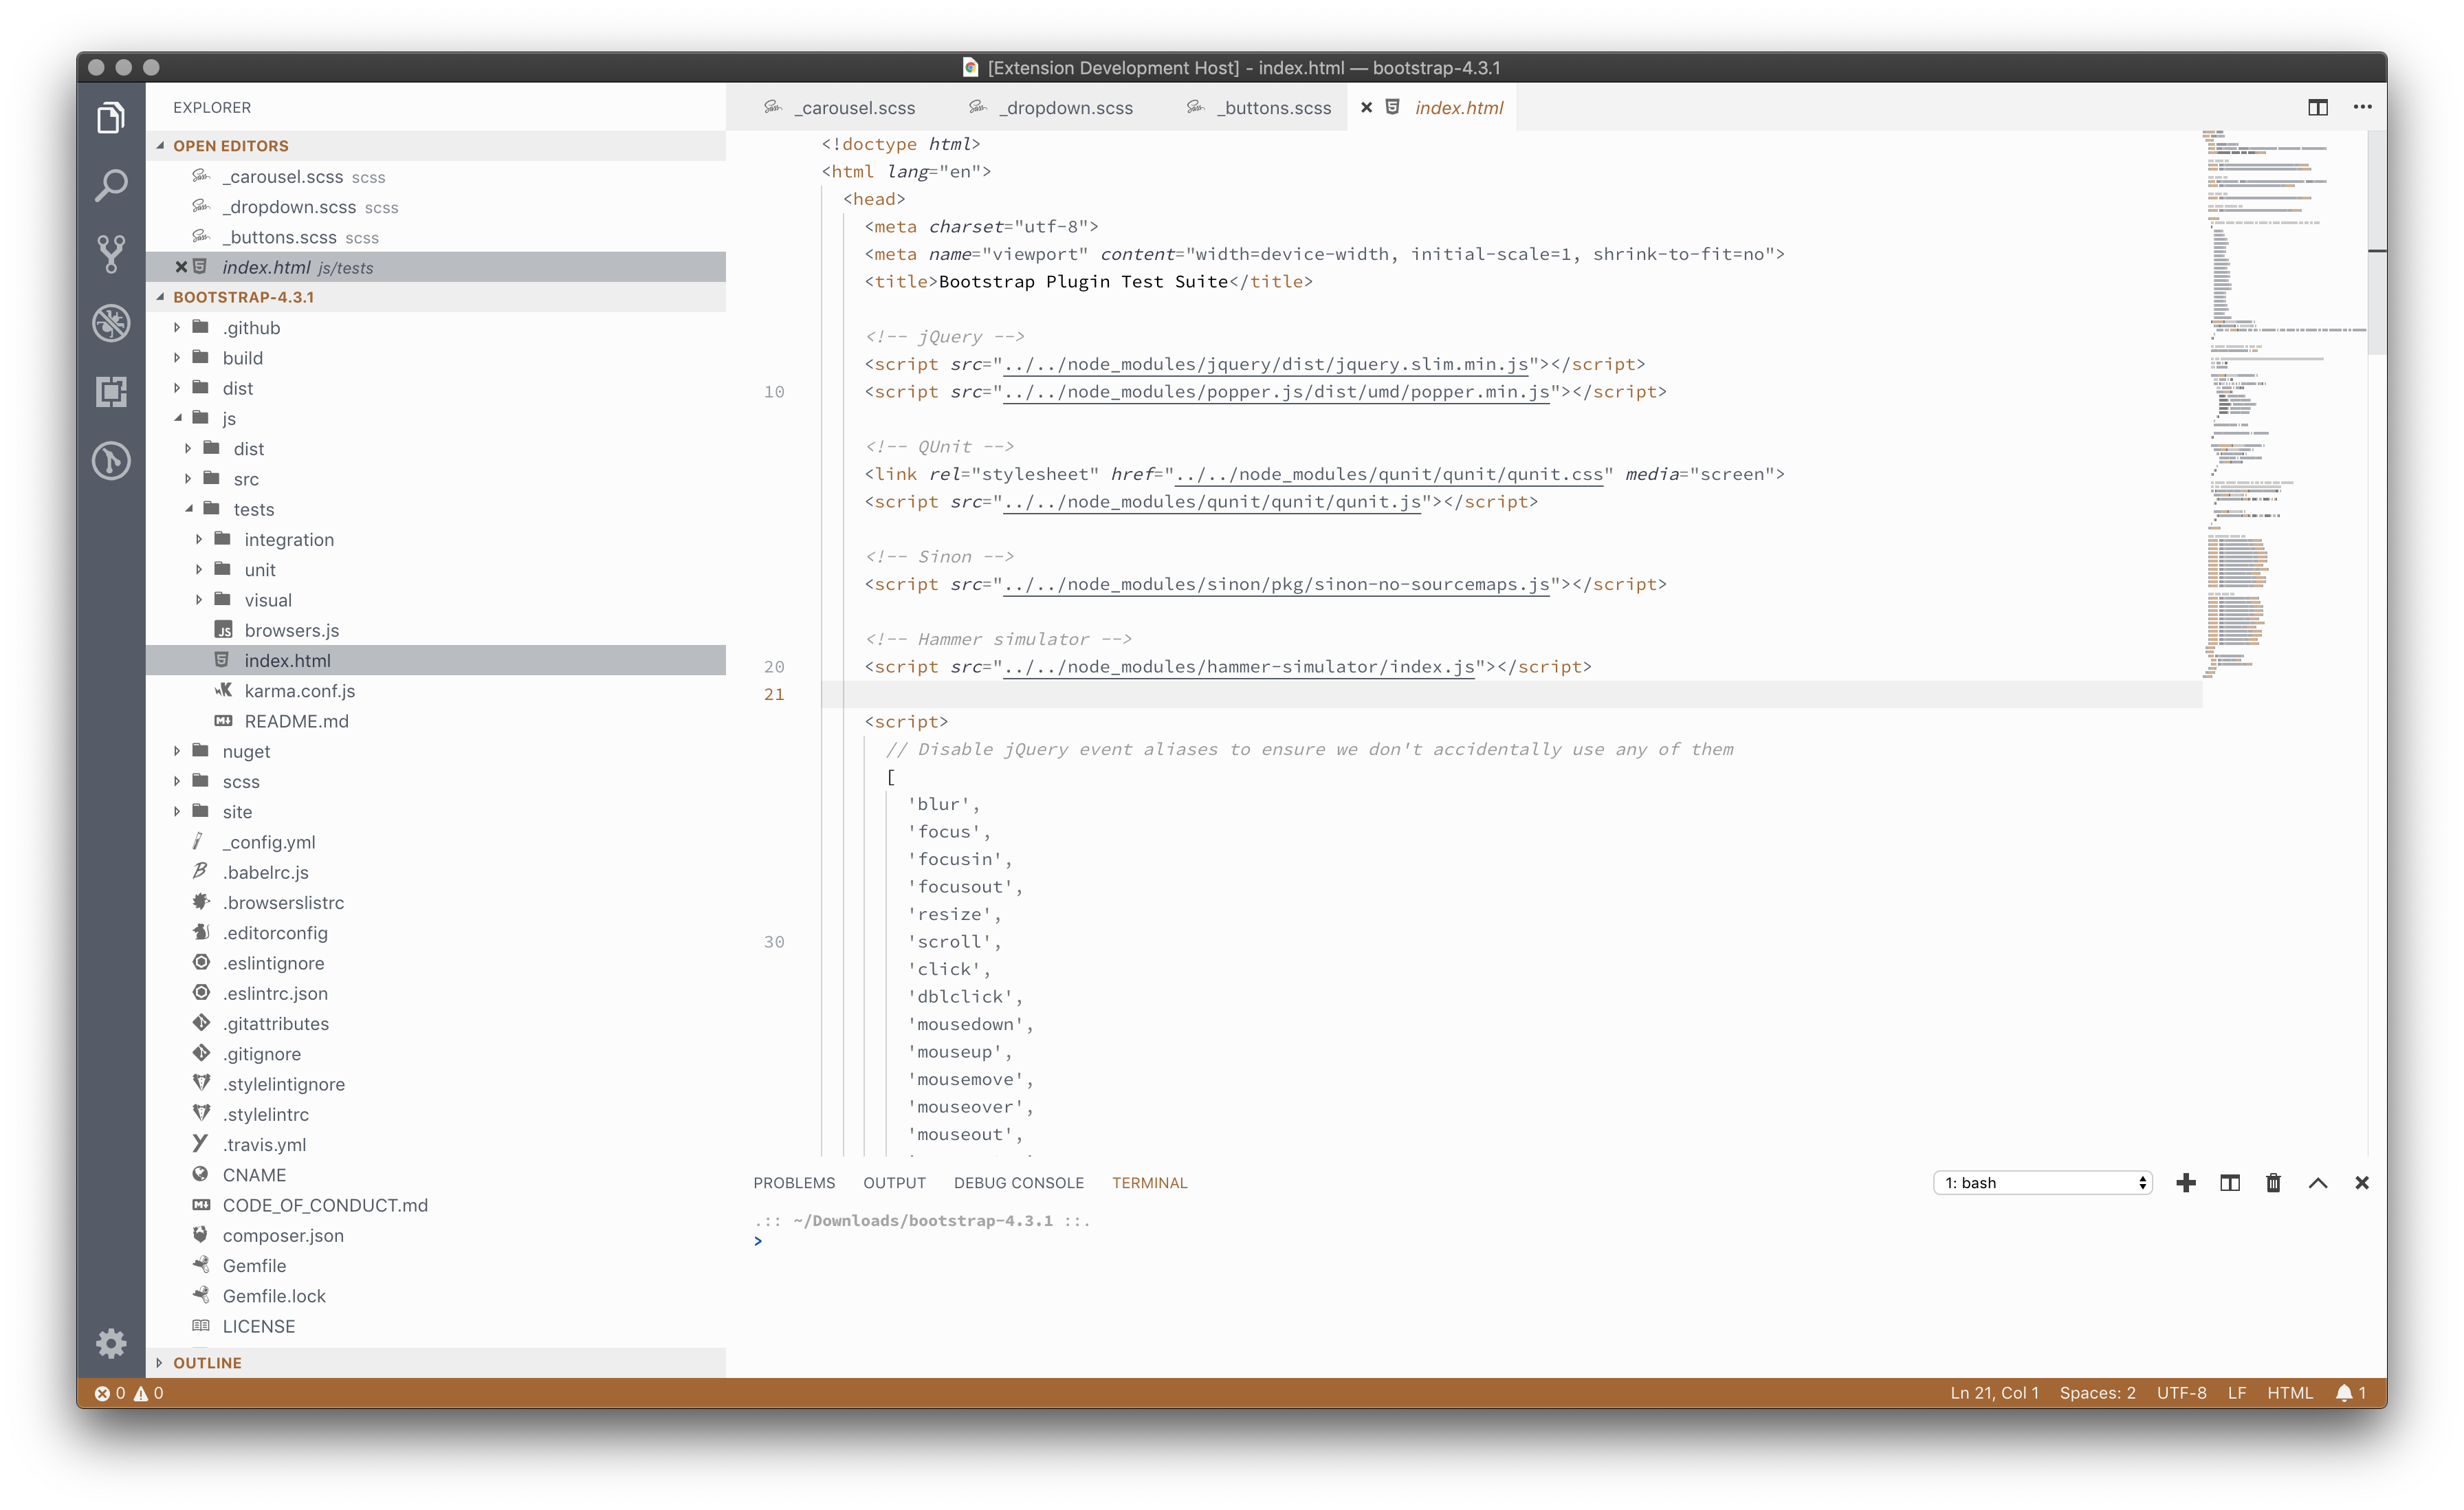 [Extension Development Host] - index.html — bootstrap-4.3.1
EXPLORER
OPEN EDITORS
_carousel.scss scss
_dropdown.scss scss
_buttons.scss scss
index.html js/tests
BOOTSTRAP-4.3.1
.github
build
dist
js
dist
src
tests
integration
unit
visual
browsers.js
index.html
karma.conf.js
README.md
nuget
scss
site
_config.yml
.babelrc.js
.browserslistrc
.editorconfig
.eslintignore
.eslintrc.json
.gitattributes
.gitignore
.stylelintignore
.stylelintrc
.travis.yml
CNAME
CODE_OF_CONDUCT.md
composer.json
Gemfile
Gemfile.lock
LICENSE
OUTLINE
_carousel.scss _dropdown.scss _buttons.scss index.html
<!doctype html>
<html lang="en">
<head>
<meta charset="utf-8">
<meta name="viewport" content="width=device-width, initial-scale=1, shrink-to-fit=no">
<title>Bootstrap Plugin Test Suite</title>
<!-- jQuery -->
<script src="../../node_modules/jquery/dist/jquery.slim.min.js"></script>
10 <script src="../../node_modules/popper.js/dist/umd/popper.min.js"></script>
<!-- QUnit -->
<link rel="stylesheet" href="../../node_modules/qunit/qunit/qunit.css" media="screen">
<script src="../../node_modules/qunit/qunit/qunit.js"></script>
<!-- Sinon -->
<script src="../../node_modules/sinon/pkg/sinon-no-sourcemaps.js"></script>
<!-- Hammer simulator -->
20 <script src="../../node_modules/hammer-simulator/index.js"></script>
21
<script>
// Disable jQuery event aliases to ensure we don't accidentally use any of them
[
'blur',
'focus',
'focusin',
'focusout',
'resize',
30 'scroll',
'click',
'dblclick',
'mousedown',
'mouseup',
'mousemove',
'mouseover',
'mouseout',
PROBLEMS OUTPUT DEBUG CONSOLE TERMINAL 1: bash
.:: ~/Downloads/bootstrap-4.3.1 ::.
>
0 0 Ln 21, Col 1 Spaces: 2 UTF-8 LF HTML 1